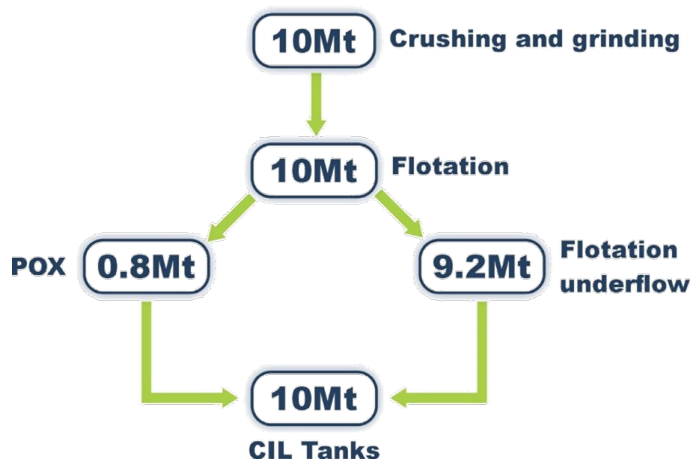 10Mt Crushing and grinding
10Mt Flotation
POX 0.8Mt
9.2Mt Flotation
underflow
10Mt
CIL Tanks